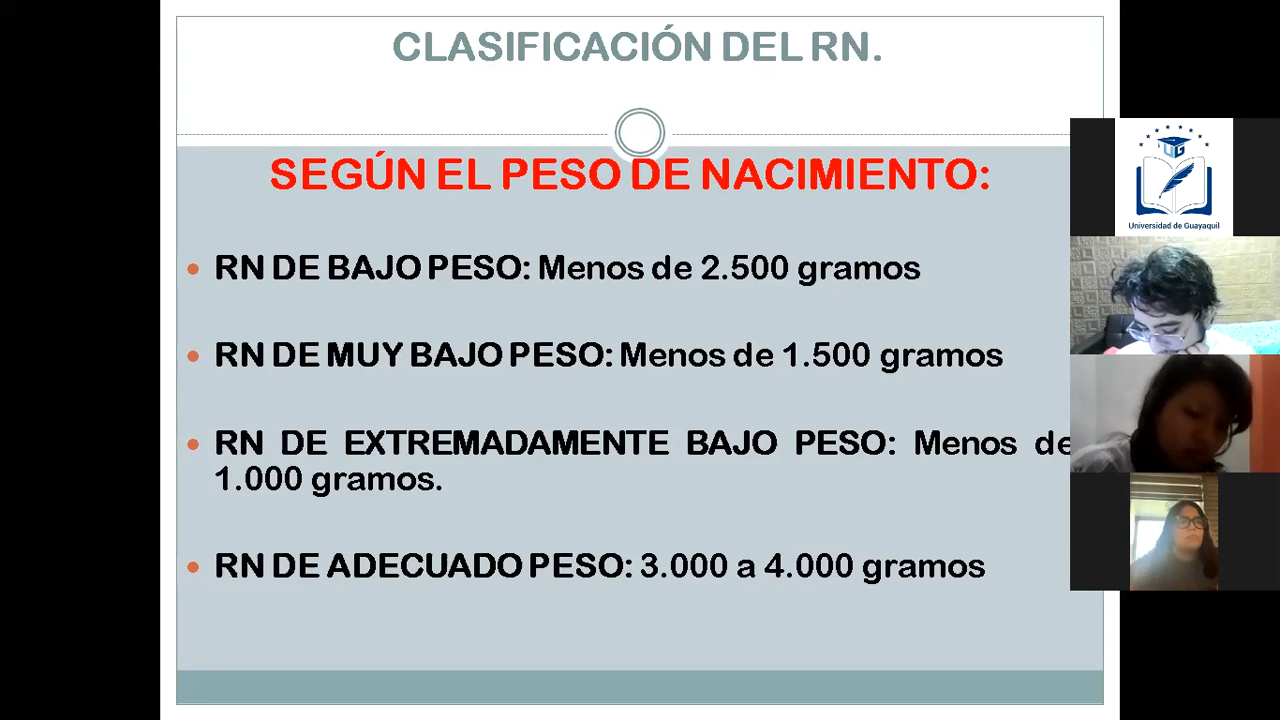 CLASIFICACIÓN DEL RN.
SEGÚN EL PESO DE NACIMIENTO:
• RN DE BAJO PESO: Menos de 2.500 gramos
• RN DE MUY BAJO PESO: Menos de 1.500 gramos
• RN DE EXTREMADAMENTE BAJO PESO: Menos de
1.000 gramos.
• RN DE ADECUADO PESO: 3.000 a 4.000 gramos
UG
Universidad de Guayaquil